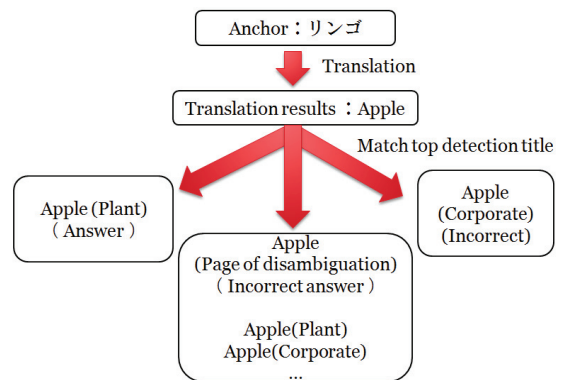 Anchor：リンゴ
Translation
Translation results ：Apple
Match top detection title
Apple (Plant)
（ Answer ）
Apple
(Corporate)
(Incorrect)
Apple
(Page of disambiguation)
（ Incorrect answer ）
Apple(Plant)
Apple(Corporate)
...